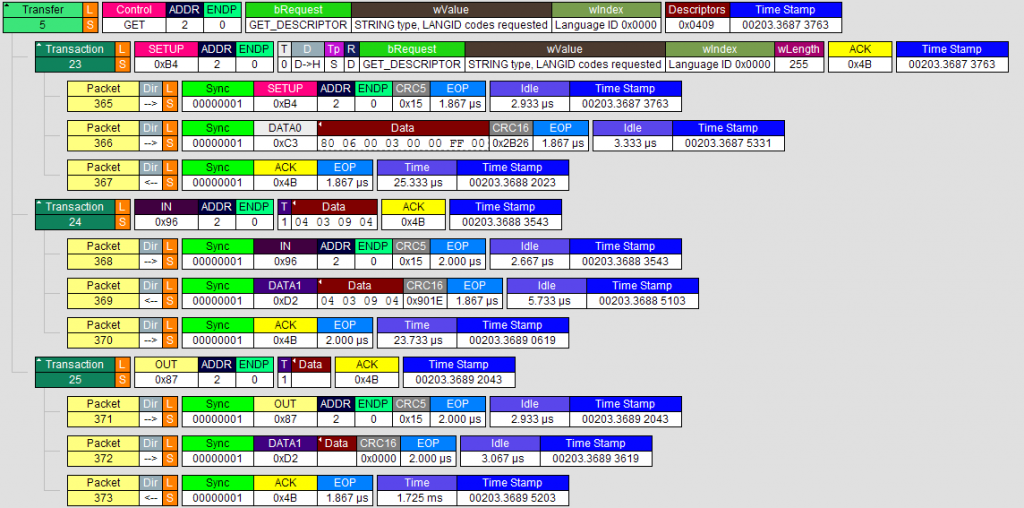 Transfer L Control ADDR ENDP bRequest wValue wIndex Descriptors Time Stamp
5 S GET 2 0 GET_DESCRIPTOR STRING type, LANGID codes requested Language ID 0x0000 0x0409 00203.3687 3763
Transaction L SETUP ADDR ENDP T D Tp R bRequest wValue wIndex wLength ACK Time Stamp
23 S 0xB4 2 0 0 D->H S D GET_DESCRIPTOR STRING type, LANGID codes requested Language ID 0x0000 255 0x4B 00203.3687 3763
Packet Dir L Sync SETUP ADDR ENDP CRC5 EOP Idle Time Stamp
365 --> S 00000001 0xB4 2 0 0x15 1.867 µs 2.933 µs 00203.3687 3763
Packet Dir L Sync DATA0 Data CRC16 EOP Idle Time Stamp
366 --> S 00000001 0xC3 80 06 00 03 00 00 FF 00 0x2B26 1.867 µs 3.333 µs 00203.3687 5331
Packet Dir L Sync ACK EOP Time Time Stamp
367 <-- S 00000001 0x4B 1.867 µs 25.333 µs 00203.3688 2023
Transaction L IN ADDR ENDP T Data ACK Time Stamp
24 S 0x96 2 0 1 04 03 09 04 0x4B 00203.3688 3543
Packet Dir L Sync IN ADDR ENDP CRC5 EOP Idle Time Stamp
368 --> S 00000001 0x96 2 0 0x15 2.000 µs 2.667 µs 00203.3688 3543
Packet Dir L Sync DATA1 Data CRC16 EOP Idle Time Stamp
369 <-- S 00000001 0xD2 04 03 09 04 0x901E 1.867 µs 5.733 µs 00203.3688 5103
Packet Dir L Sync ACK EOP Time Time Stamp
370 --> S 00000001 0x4B 2.000 µs 23.733 µs 00203.3689 0619
Transaction L OUT ADDR ENDP T Data ACK Time Stamp
25 S 0x87 2 0 1 0x4B 00203.3689 2043
Packet Dir L Sync OUT ADDR ENDP CRC5 EOP Idle Time Stamp
371 --> S 00000001 0x87 2 0 0x15 2.000 µs 2.933 µs 00203.3689 2043
Packet Dir L Sync DATA1 Data CRC16 EOP Idle Time Stamp
372 --> S 00000001 0xD2 0x0000 2.000 µs 3.067 µs 00203.3689 3619
Packet Dir L Sync ACK EOP Time Time Stamp
373 <-- S 00000001 0x4B 1.867 µs 1.725 ms 00203.3689 5203